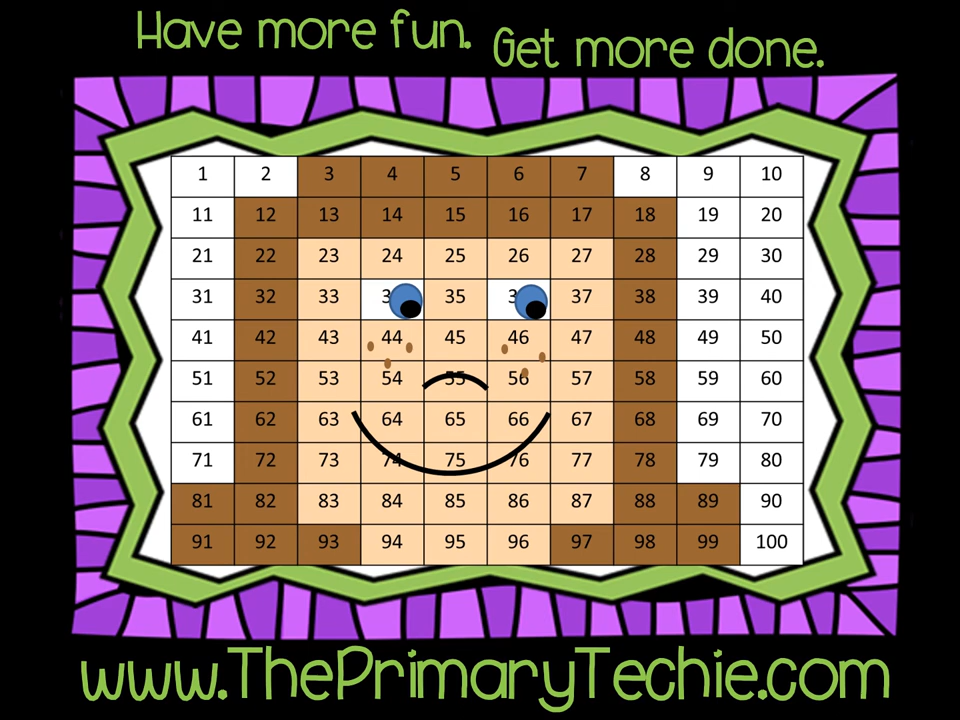 Have more fun. Get more done.
1 2 3 4 5 6 7 8 9 10
11 12 13 14 15 16 17 18 19 20
21 22 23 24 25 26 27 28 29 30
31 32 33 35 37 38 39 40
41 42 43 44 45 46 47 48 49 50
51 52 53 54 55 56 57 58 59 60
61 62 63 64 65 66 67 68 69 70
71 72 73 74 75 76 77 78 79 80
81 82 83 84 85 86 87 88 89 90
91 92 93 94 95 96 97 98 99 100
www.ThePrimaryTechie.com